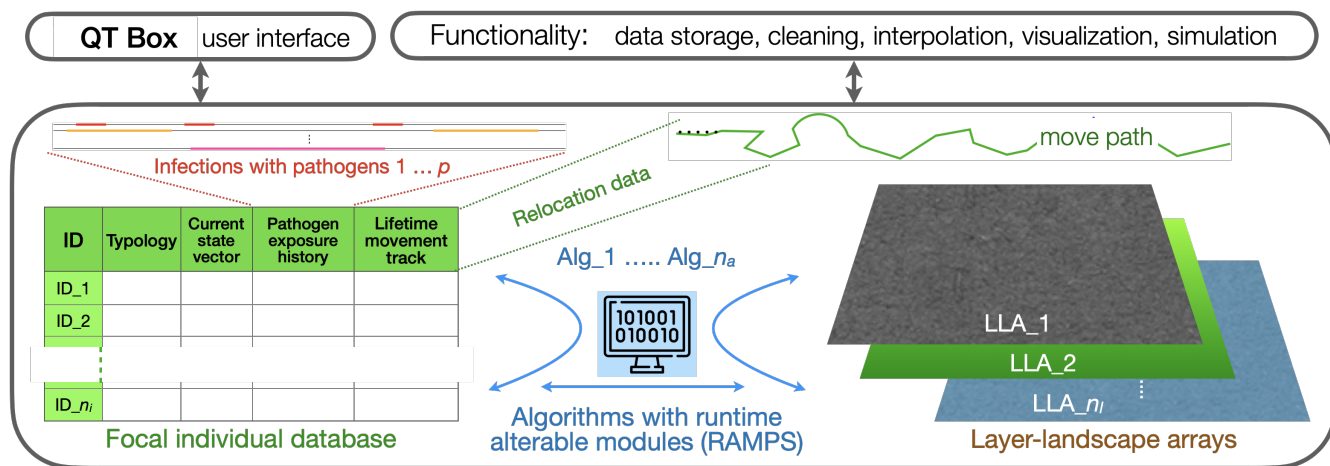 QT Box user interface
Functionality: data storage, cleaning, interpolation, visualization, simulation
Infections with pathogens 1 ... p
Relocation data
move path
ID
Typology
Current
state
vector
Pathogen
exposure
history
Lifetime
movement
track
ID_1
ID_2
ID_nᵢ
Focal individual database
Alg_1 ..... Alg_nₐ
101001
010010
Algorithms with runtime
alterable modules (RAMPS)
LLA_1
LLA_2
LLA_nₗ
Layer-landscape arrays